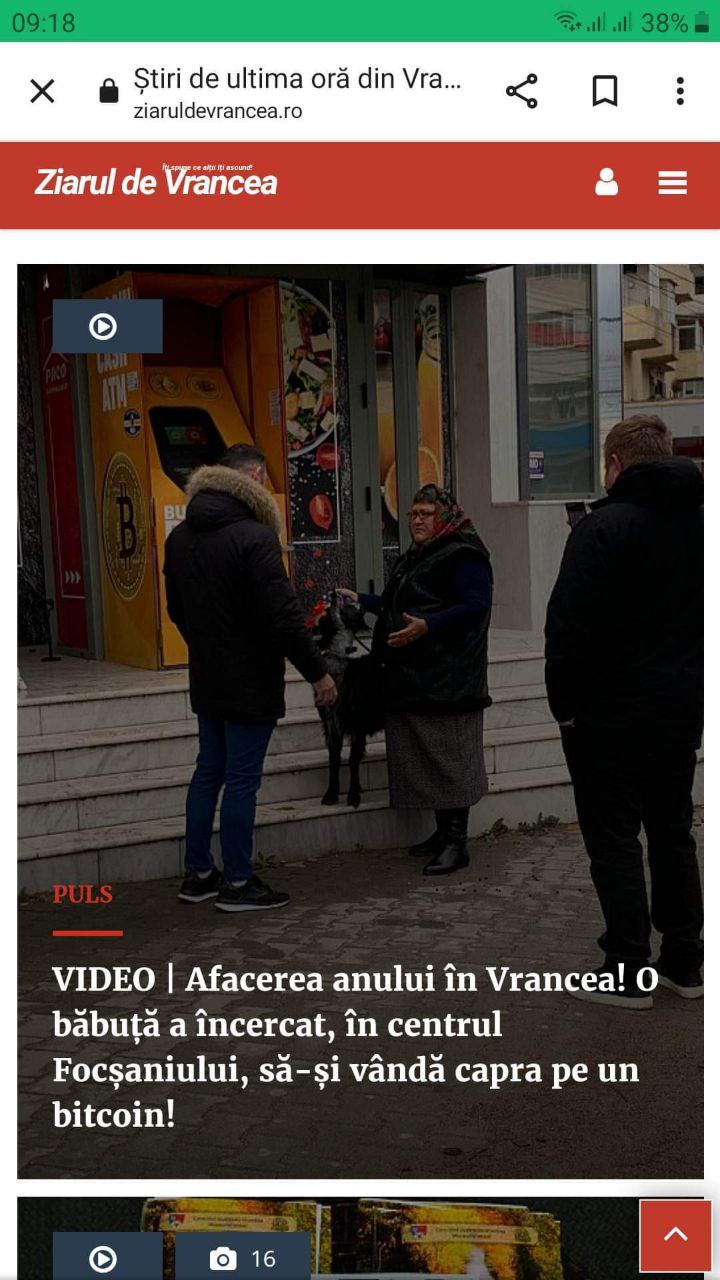 09:18
38%
Știri de ultima oră din Vra...
ziaruldevrancea.ro
Îți spune ce alții îți ascund!
Ziarul de Vrancea
CASH
ATM
PACO
BU
PULS
VIDEO | Afacerea anului în Vrancea! O
băbuță a încercat, în centrul
Focșaniului, să-și vândă capra pe un
bitcoin!
16